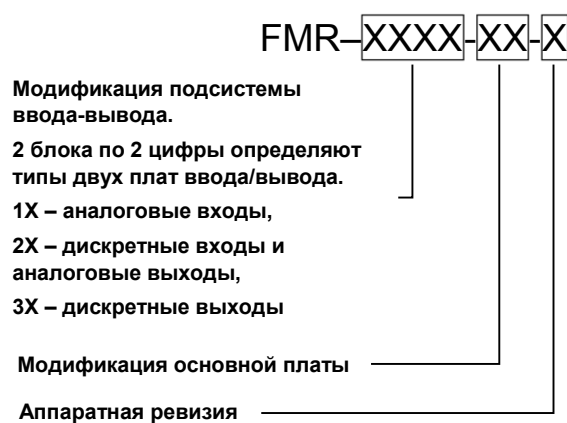 FMR–XXXX-XX-X
Модификация подсистемы
ввода-вывода.
2 блока по 2 цифры определяют
типы двух плат ввода/вывода.
1X – аналоговые входы,
2X – дискретные входы и
аналоговые выходы,
3X – дискретные выходы
Модификация основной платы
Аппаратная ревизия